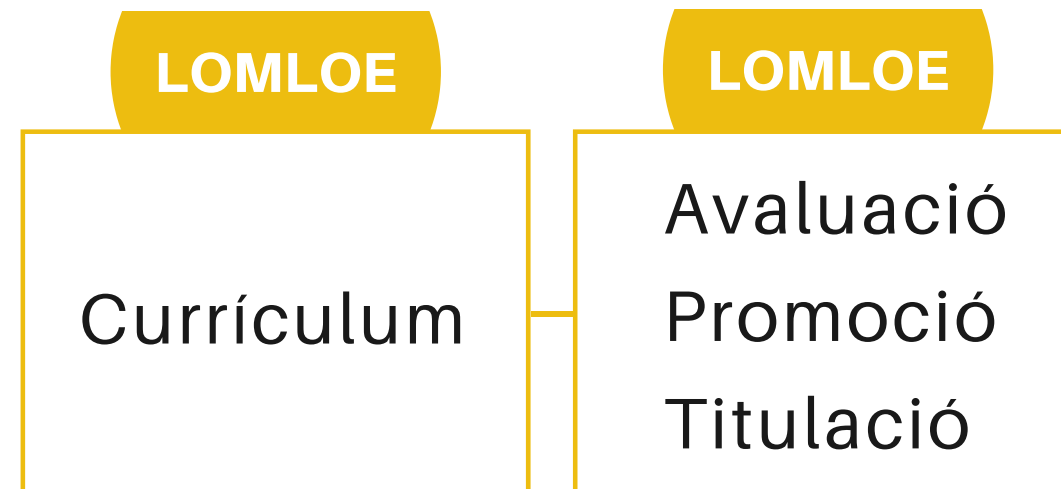 LOMLOE
Currículum
LOMLOE
Avaluació
Promoció
Titulació